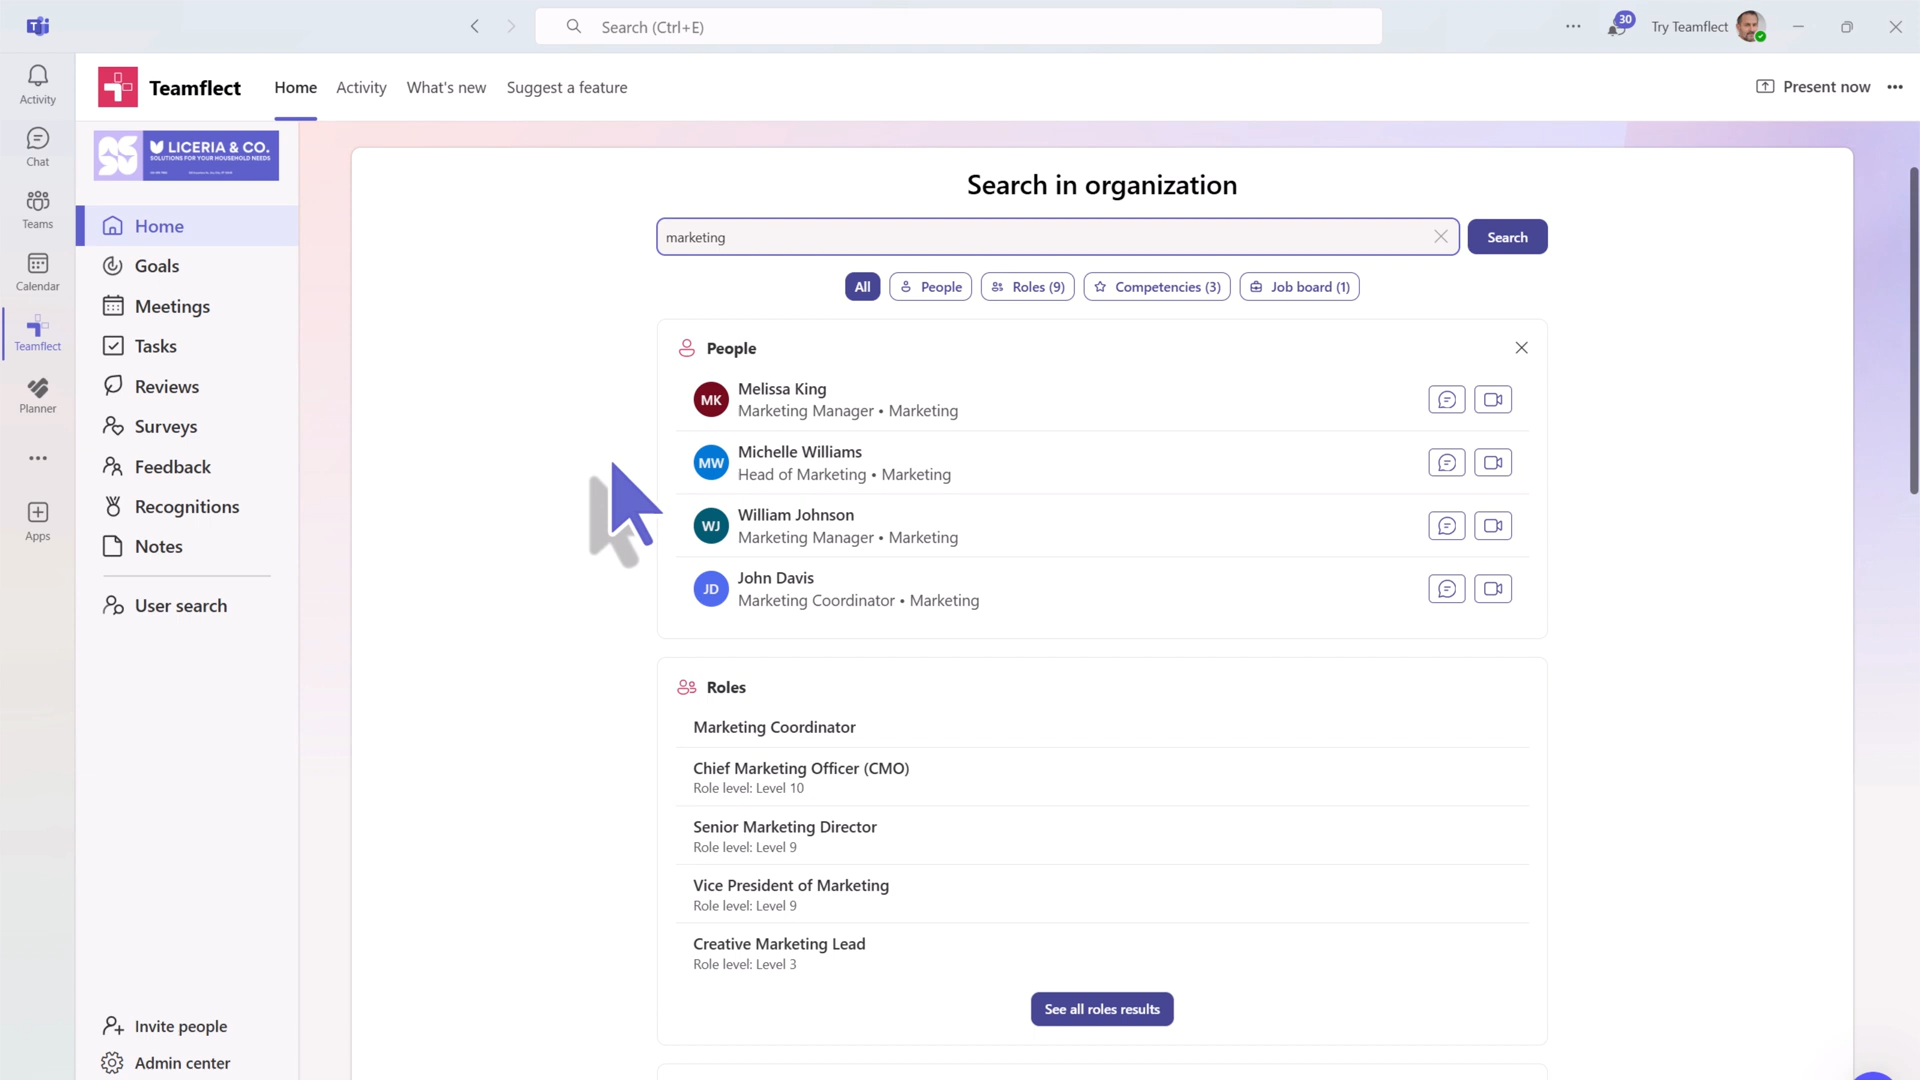 Search (Ctrl+E)
30
Try Teamflect
Activity
Chat
Teams
Calendar
Teamflect
Planner
Apps
Teamflect
Home
Activity
What's new
Suggest a feature
Present now
LICERIA & CO.
SOLUTIONS FOR YOUR HOUSEHOLD NEEDS
Home
Goals
Meetings
Tasks
Reviews
Surveys
Feedback
Recognitions
Notes
User search
Invite people
Admin center
Search in organization
marketing
Search
All
People
Roles (9)
Competencies (3)
Job board (1)
People
MK
Melissa King
Marketing Manager • Marketing
MW
Michelle Williams
Head of Marketing • Marketing
WJ
William Johnson
Marketing Manager • Marketing
JD
John Davis
Marketing Coordinator • Marketing
Roles
Marketing Coordinator
Chief Marketing Officer (CMO)
Role level: Level 10
Senior Marketing Director
Role level: Level 9
Vice President of Marketing
Role level: Level 9
Creative Marketing Lead
Role level: Level 3
See all roles results